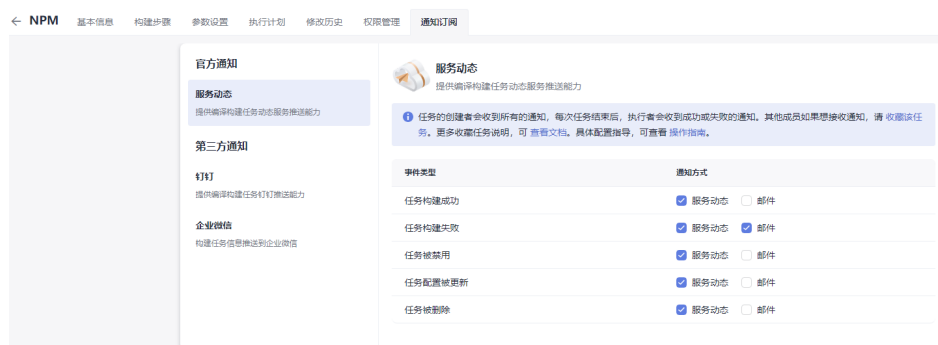 ← NPM 基本信息 构建步骤 参数设置 执行计划 修改历史 权限管理 通知订阅
官方通知
服务动态
提供编译构建任务动态服务推送能力
第三方通知
钉钉
提供编译构建任务钉钉推送能力
企业微信
构建任务信息推送到企业微信
服务动态
提供编译构建任务动态服务推送能力
任务的创建者会收到所有的通知，每次任务结束后，执行者会收到成功或失败的通知。其他成员如果想接收通知，请 收藏该任
务。更多收藏任务说明，可 查看文档。具体配置指导，可查看 操作指南。
事件类型 通知方式
任务构建成功 服务动态 邮件
任务构建失败 服务动态 邮件
任务被禁用 服务动态 邮件
任务配置被更新 服务动态 邮件
任务被删除 服务动态 邮件